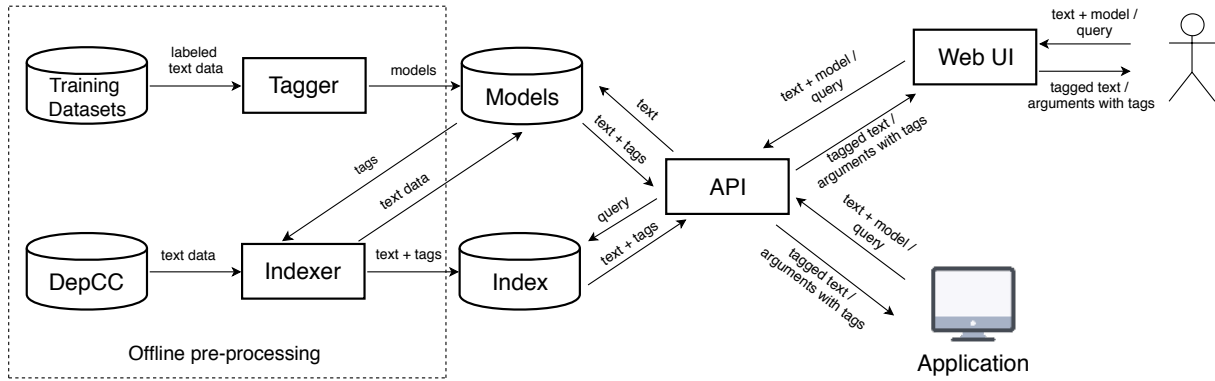 labeled
text data
Training
Datasets
Tagger
models
Models
text
text + tags
tags
text data
DepCC
text data
Indexer
text + tags
Index
query
text + tags
API
Offline pre-processing
text + model /
query
tagged text /
arguments with tags
Web UI
text + model /
query
tagged text /
arguments with tags
text + model /
query
tagged text /
arguments with tags
Application